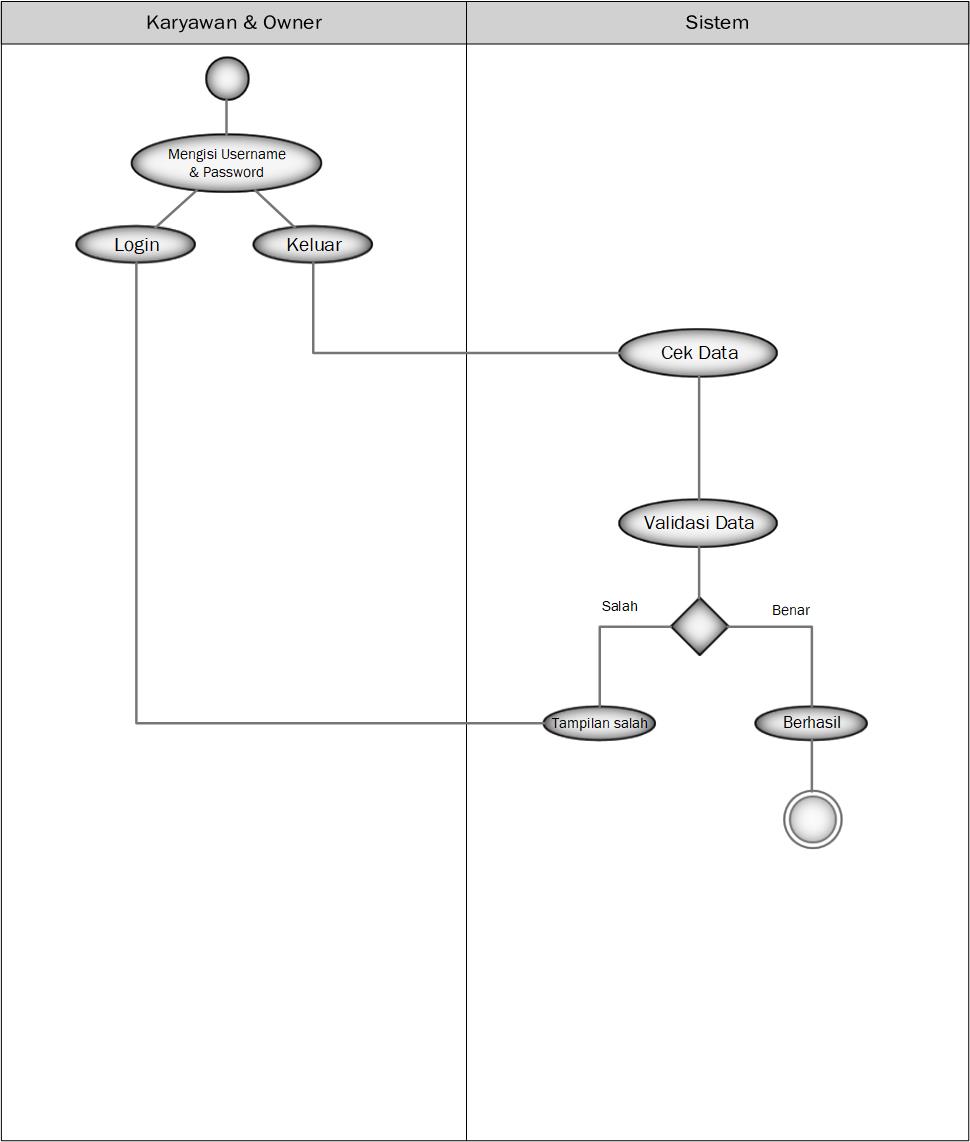 Karyawan & Owner
Sistem
Mengisi Username
& Password
Login
Keluar
Cek Data
Validasi Data
Salah
Benar
Tampilan salah
Berhasil